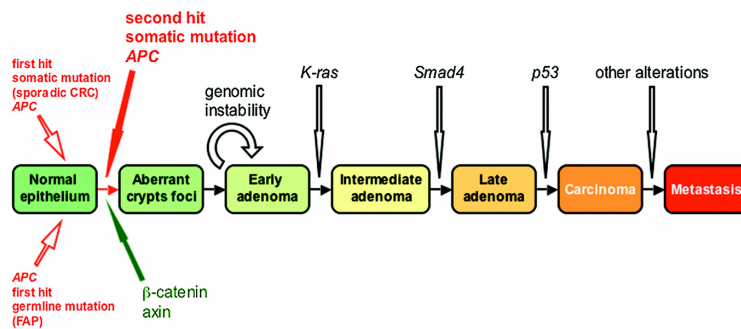 second hit
somatic mutation
APC
first hit
somatic mutation
(sporadic CRC)
APC
genomic
instability
K-ras
Smad4
p53
other alterations
Normal
epithelium
Aberrant
crypts foci
Early
adenoma
Intermediate
adenoma
Late
adenoma
Carcinoma
Metastasis
APC
first hit
germline mutation
(FAP)
β-catenin
axin